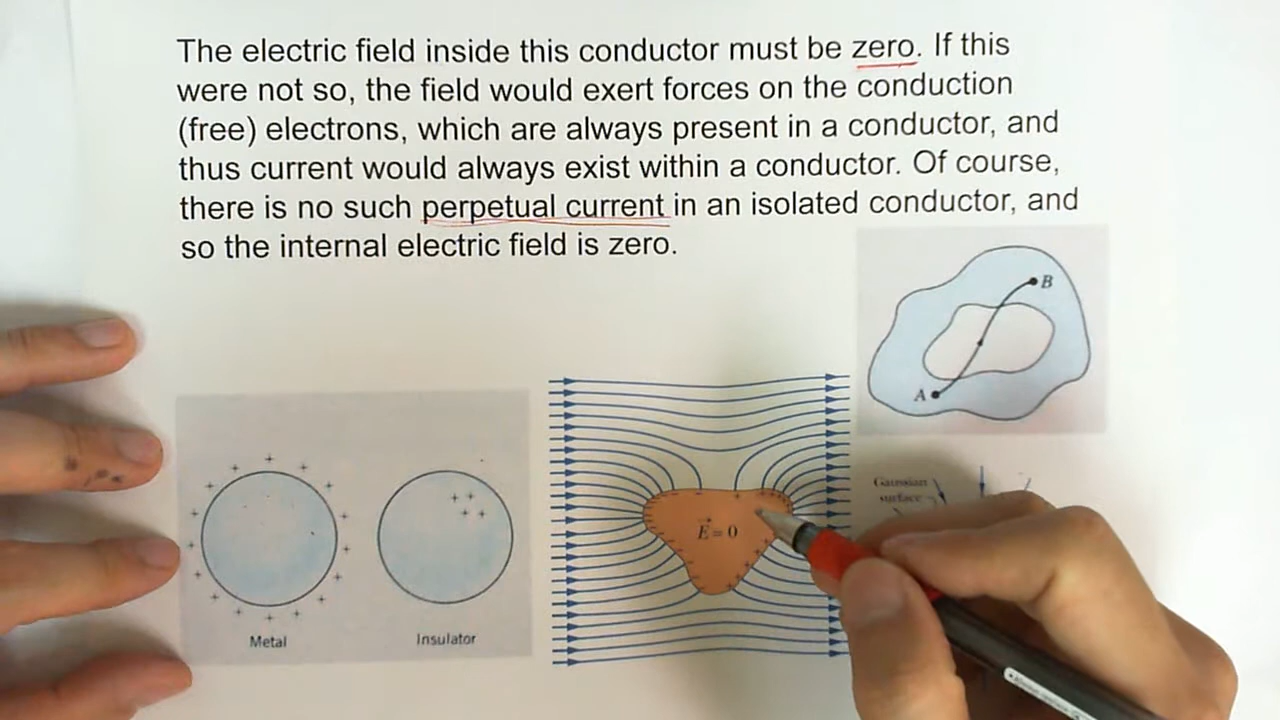 The electric field inside this conductor must be zero. If this
were not so, the field would exert forces on the conduction
(free) electrons, which are always present in a conductor, and
thus current would always exist within a conductor. Of course,
there is no such perpetual current in an isolated conductor, and
so the internal electric field is zero.
B
A
Gaussian
surface
E = 0
Metal
Insulator